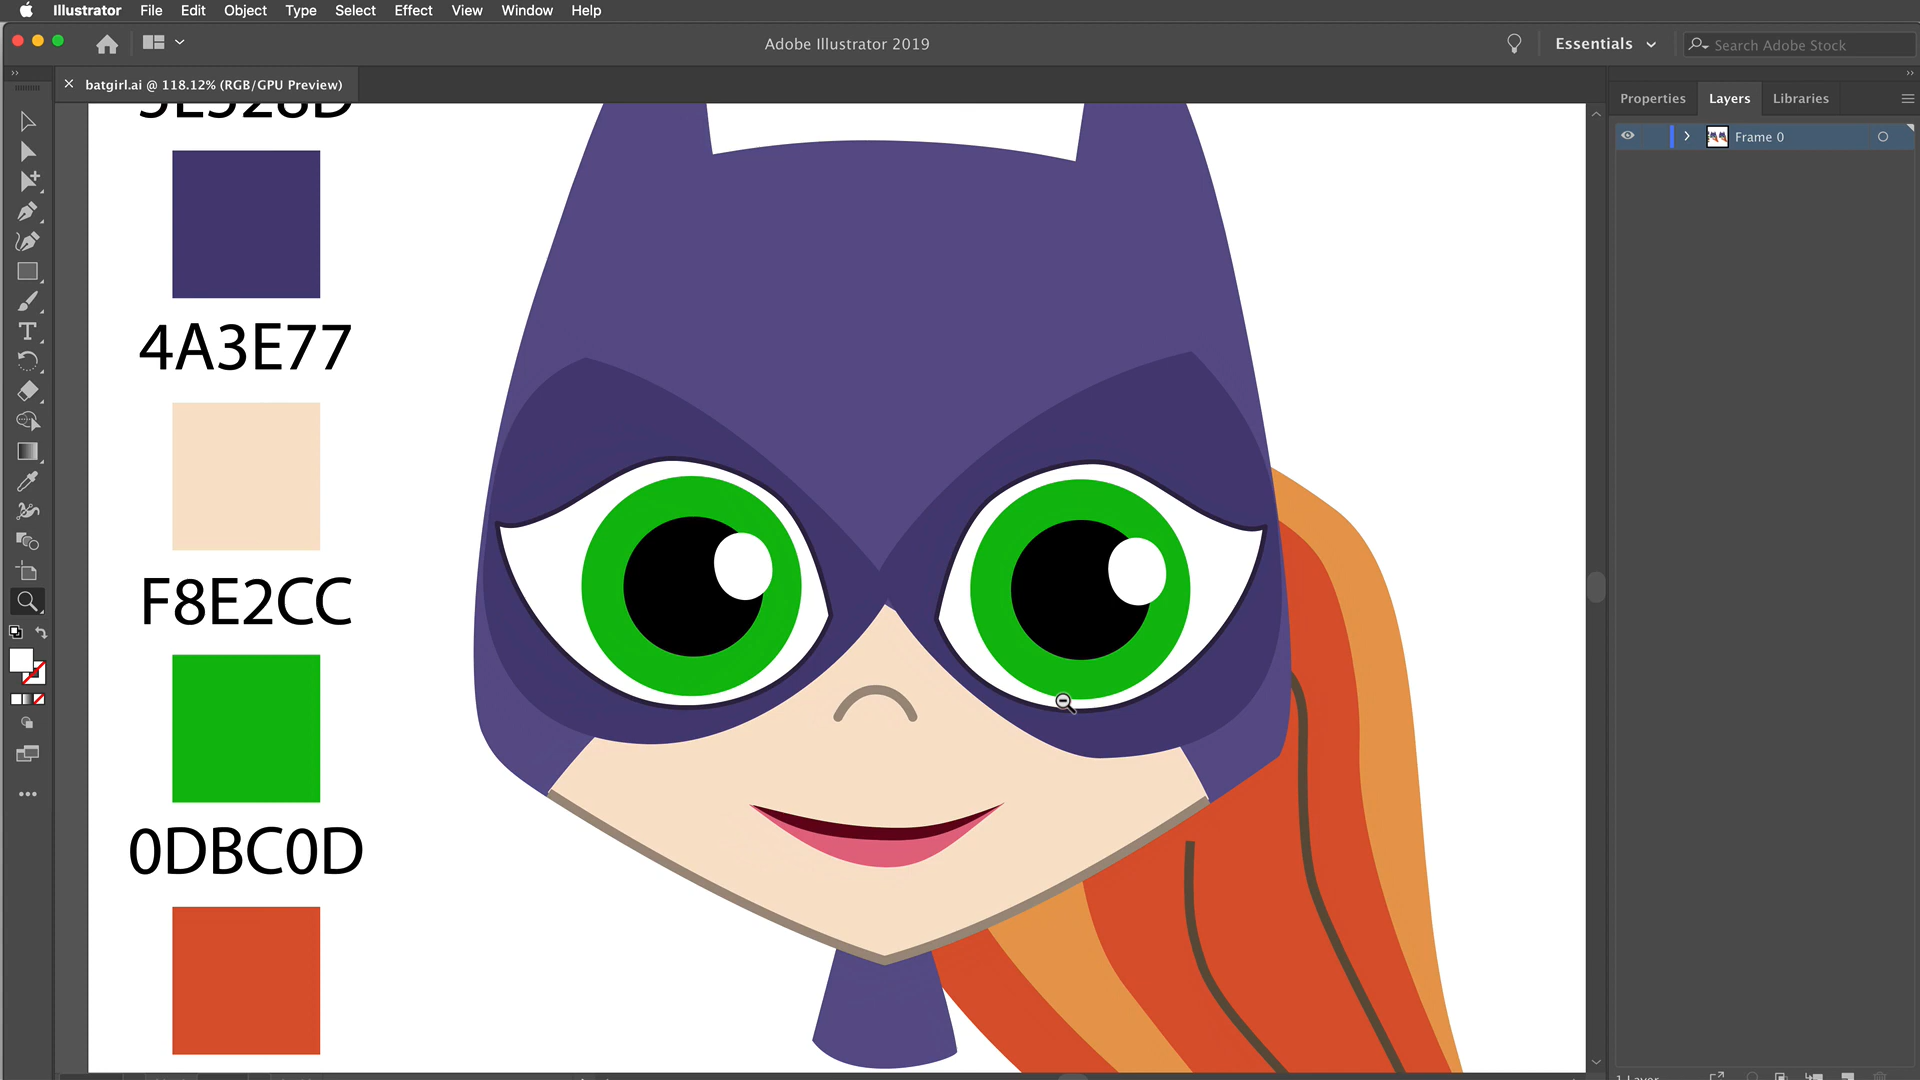 Illustrator File Edit Object Type Select Effect View Window Help
Adobe Illustrator 2019
Essentials
Search Adobe Stock
batgirl.ai @ 118.12% (RGB/GPU Preview)
Properties Layers Libraries
Frame 0
4A3E77
F8E2CC
0DBC0D